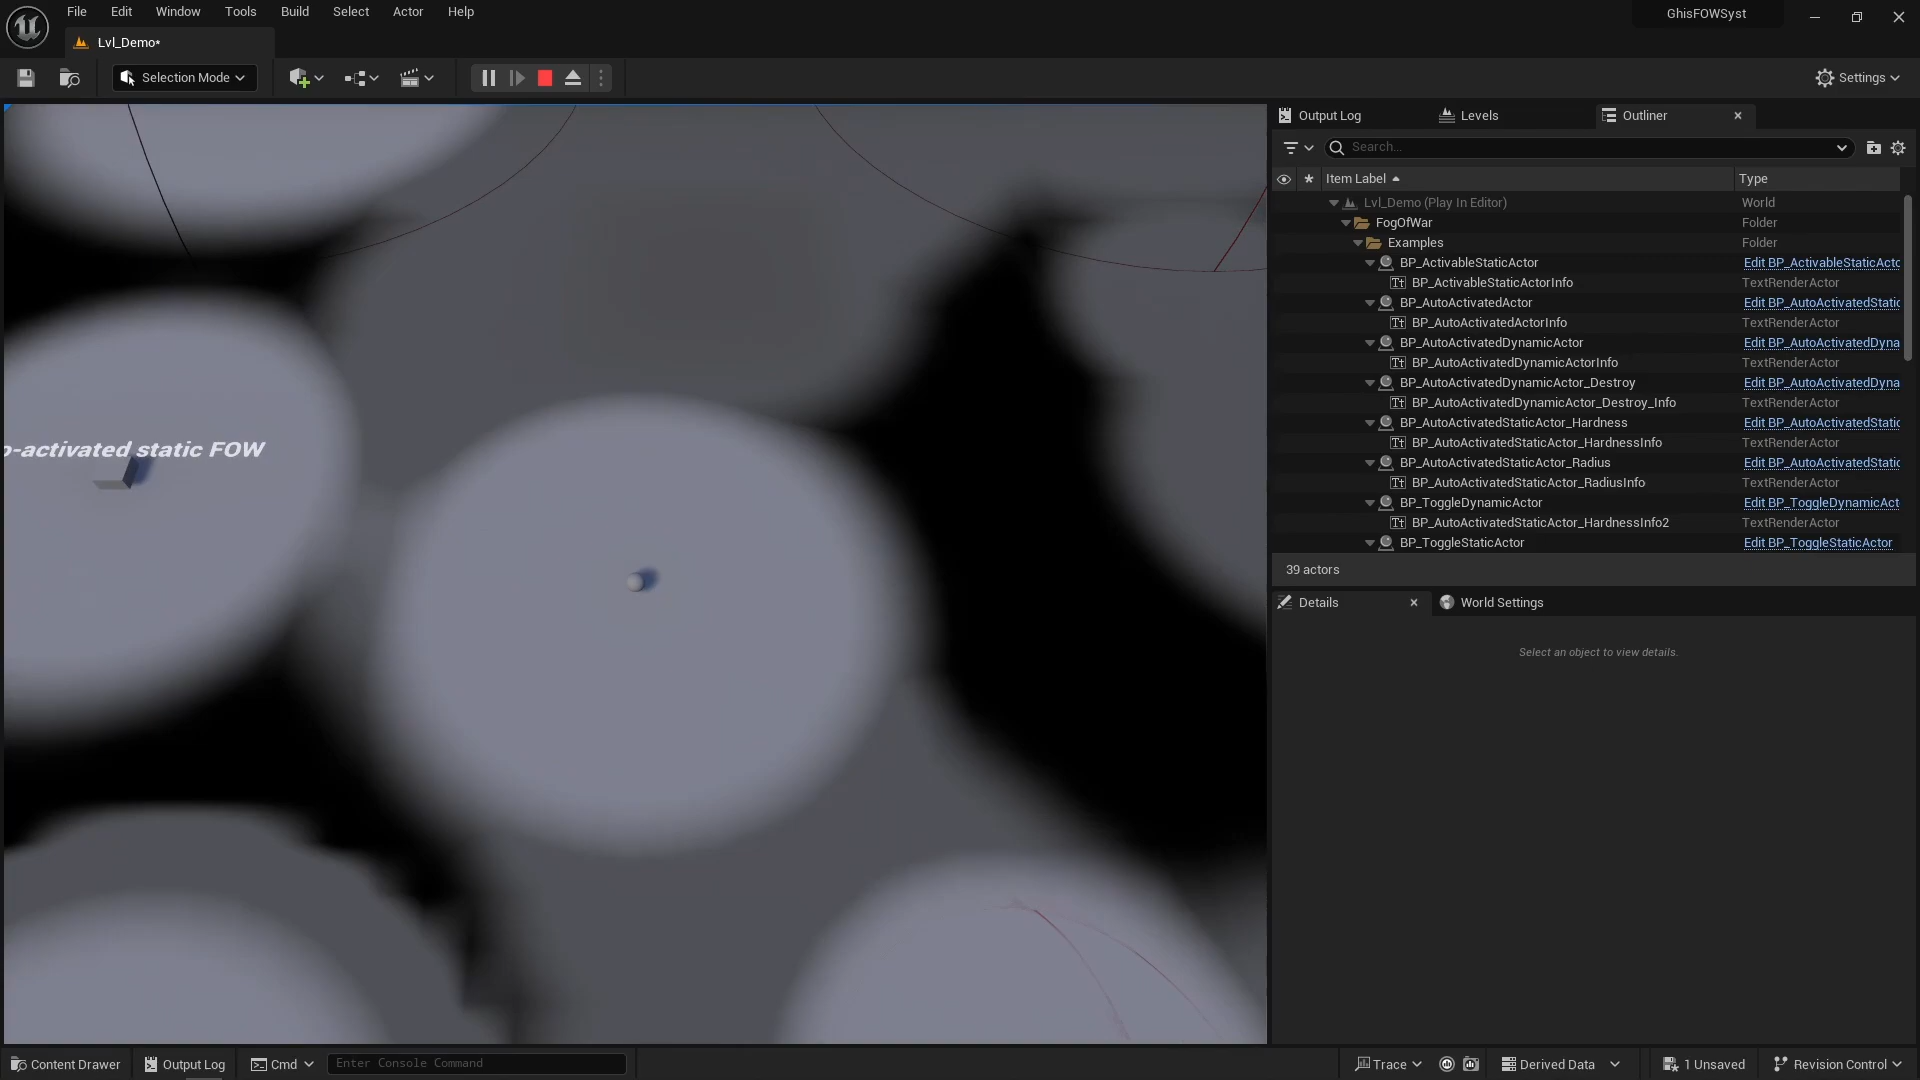 File Edit Window Tools Build Select Actor Help
GhisFOWSyst
Lvl_Demo*
Selection Mode
Settings
Output Log
Levels
Outliner
Search...
Item Label
Type
Lvl_Demo (Play In Editor) World
FogOfWar Folder
Examples Folder
BP_ActivableStaticActor Edit BP_ActivableStaticActo
BP_ActivableStaticActorInfo TextRenderActor
BP_AutoActivatedActor Edit BP_AutoActivatedStatic
BP_AutoActivatedActorInfo TextRenderActor
BP_AutoActivatedDynamicActor Edit BP_AutoActivatedDyna
BP_AutoActivatedDynamicActorInfo TextRenderActor
BP_AutoActivatedDynamicActor_Destroy Edit BP_AutoActivatedDyna
BP_AutoActivatedDynamicActor_Destroy_Info TextRenderActor
BP_AutoActivatedStaticActor_Hardness Edit BP_AutoActivatedStatic
BP_AutoActivatedStaticActor_HardnessInfo TextRenderActor
BP_AutoActivatedStaticActor_Radius Edit BP_AutoActivatedStatic
BP_AutoActivatedStaticActor_RadiusInfo TextRenderActor
BP_ToggleDynamicActor Edit BP_ToggleDynamicAct
BP_AutoActivatedStaticActor_HardnessInfo2 TextRenderActor
BP_ToggleStaticActor Edit BP_ToggleStaticActor
39 actors
Details
World Settings
Select an object to view details.
o-activated static FOW
Content Drawer
Output Log
Cmd
Enter Console Command
Trace
Derived Data
1 Unsaved
Revision Control